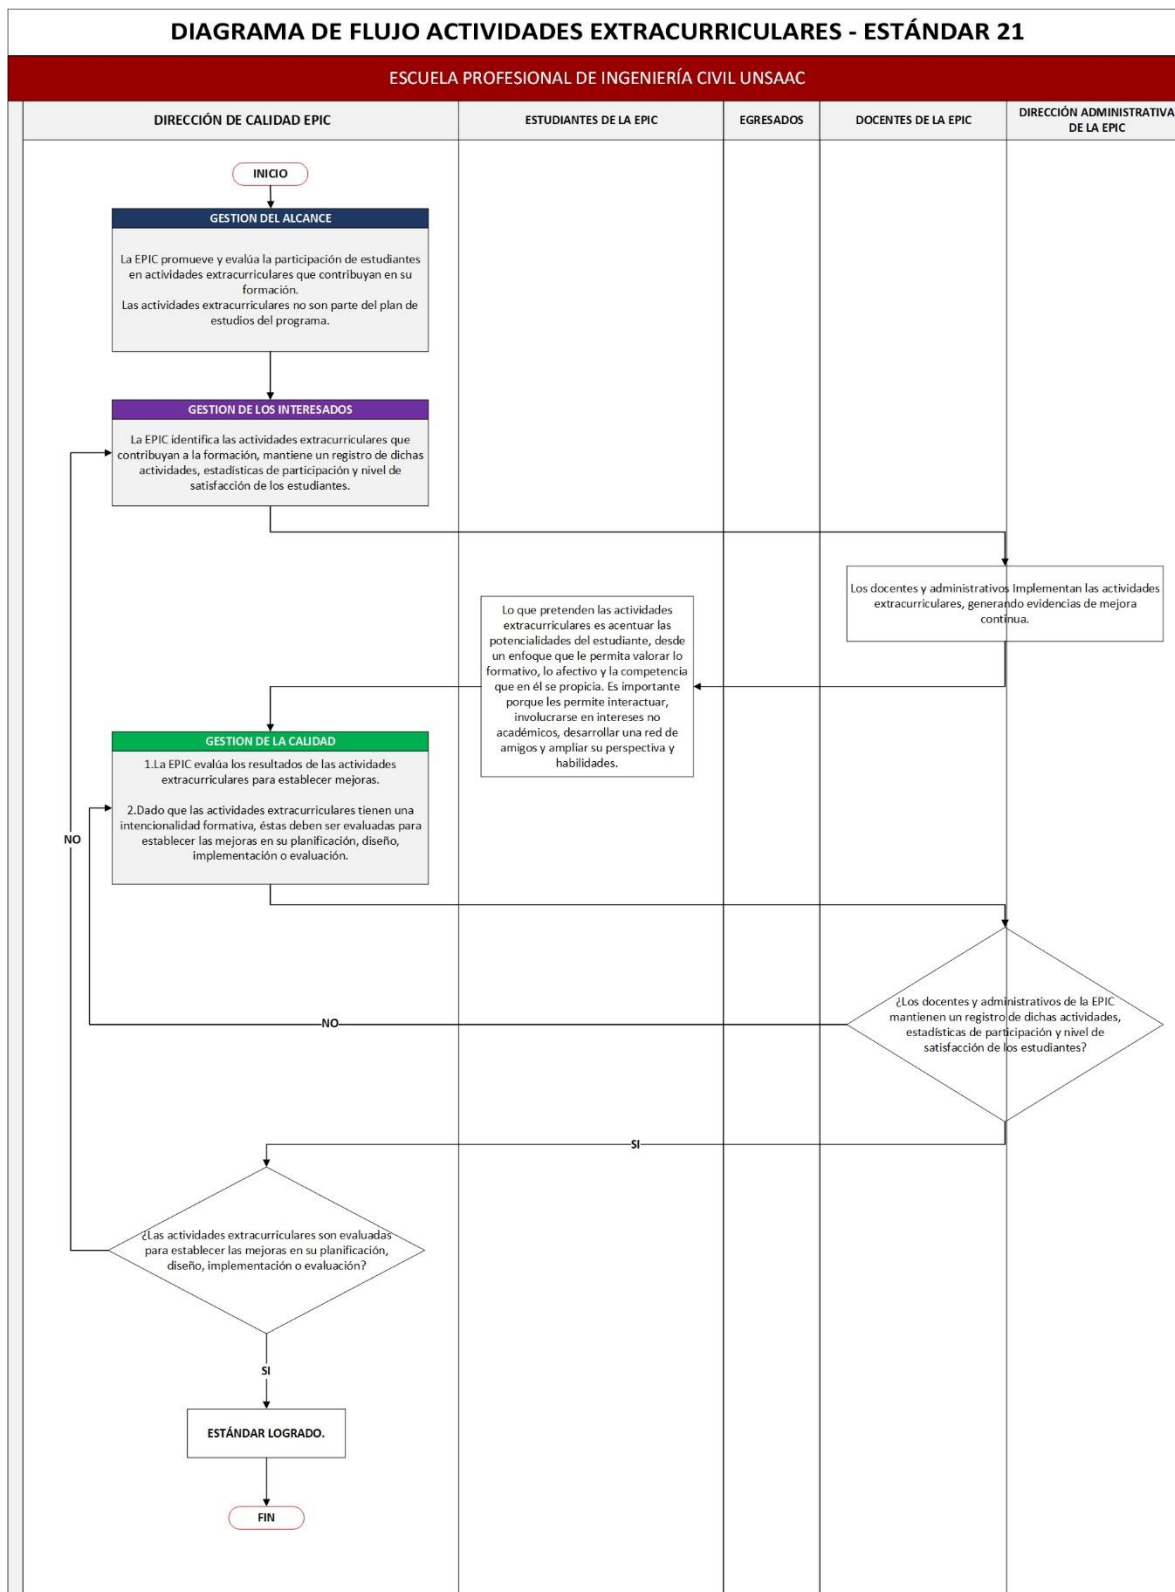 DIAGRAMA DE FLUJO ACTIVIDADES EXTRACURRICULARES - ESTÁNDAR 21
ESCUELA PROFESIONAL DE INGENIERÍA CIVIL UNSAAC
DIRECCIÓN DE CALIDAD EPIC
ESTUDIANTES DE LA EPIC
EGRESADOS
DOCENTES DE LA EPIC
DIRECCIÓN ADMINISTRATIVA
DE LA EPIC
INICIO
GESTION DEL ALCANCE
La EPIC promueve y evalúa la participación de estudiantes
en actividades extracurriculares que contribuyan en su
formación.
Las actividades extracurriculares no son parte del plan de
estudios del programa.
GESTION DE LOS INTERESADOS
La EPIC identifica las actividades extracurriculares que
contribuyan a la formación, mantiene un registro de dichas
actividades, estadísticas de participación y nivel de
satisfacción de los estudiantes.
Los docentes y administrativos Implementan las actividades
extracurriculares, generando evidencias de mejora
continua.
Lo que pretenden las actividades
extracurriculares es acentuar las
potencialidades del estudiante, desde
un enfoque que le permita valorar lo
formativo, lo afectivo y la competencia
que en él se propicia. Es importante
porque les permite interactuar,
involucrarse en intereses no
académicos, desarrollar una red de
amigos y ampliar su perspectiva y
habilidades.
GESTION DE LA CALIDAD
1.La EPIC evalúa los resultados de las actividades
extracurriculares para establecer mejoras.
2.Dado que las actividades extracurriculares tienen una
intencionalidad formativa, éstas deben ser evaluadas para
establecer las mejoras en su planificación, diseño,
implementación o evaluación.
NO
¿Los docentes y administrativos de la EPIC
mantienen un registro de dichas actividades,
estadísticas de participación y nivel de
satisfacción de los estudiantes?
NO
SI
¿Las actividades extracurriculares son evaluadas
para establecer las mejoras en su planificación,
diseño, implementación o evaluación?
SI
ESTÁNDAR LOGRADO.
FIN